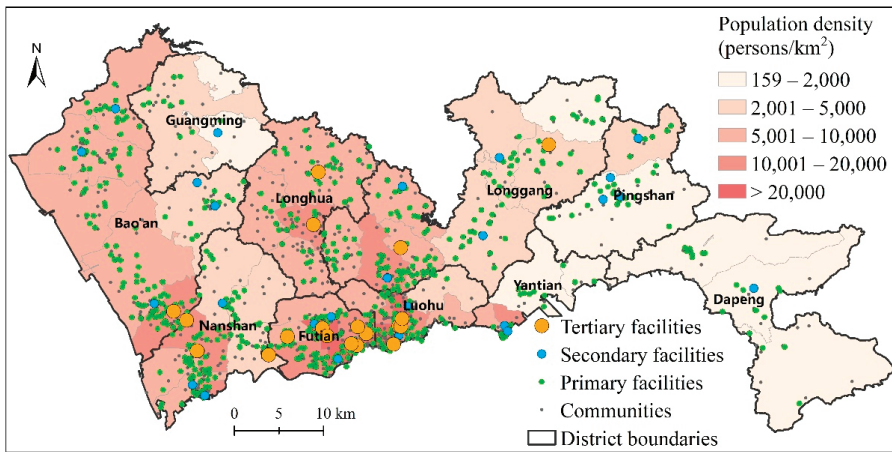 N
Population density
(persons/km²)
159 – 2,000
2,001 – 5,000
5,001 – 10,000
10,001 – 20,000
> 20,000
Guangming
Bao'an
Longhua
Longgang
Pingshan
Nanshan
Futian
Luohu
Yantian
Dapeng
Tertiary facilities
Secondary facilities
Primary facilities
Communities
District boundaries
0 5 10 km